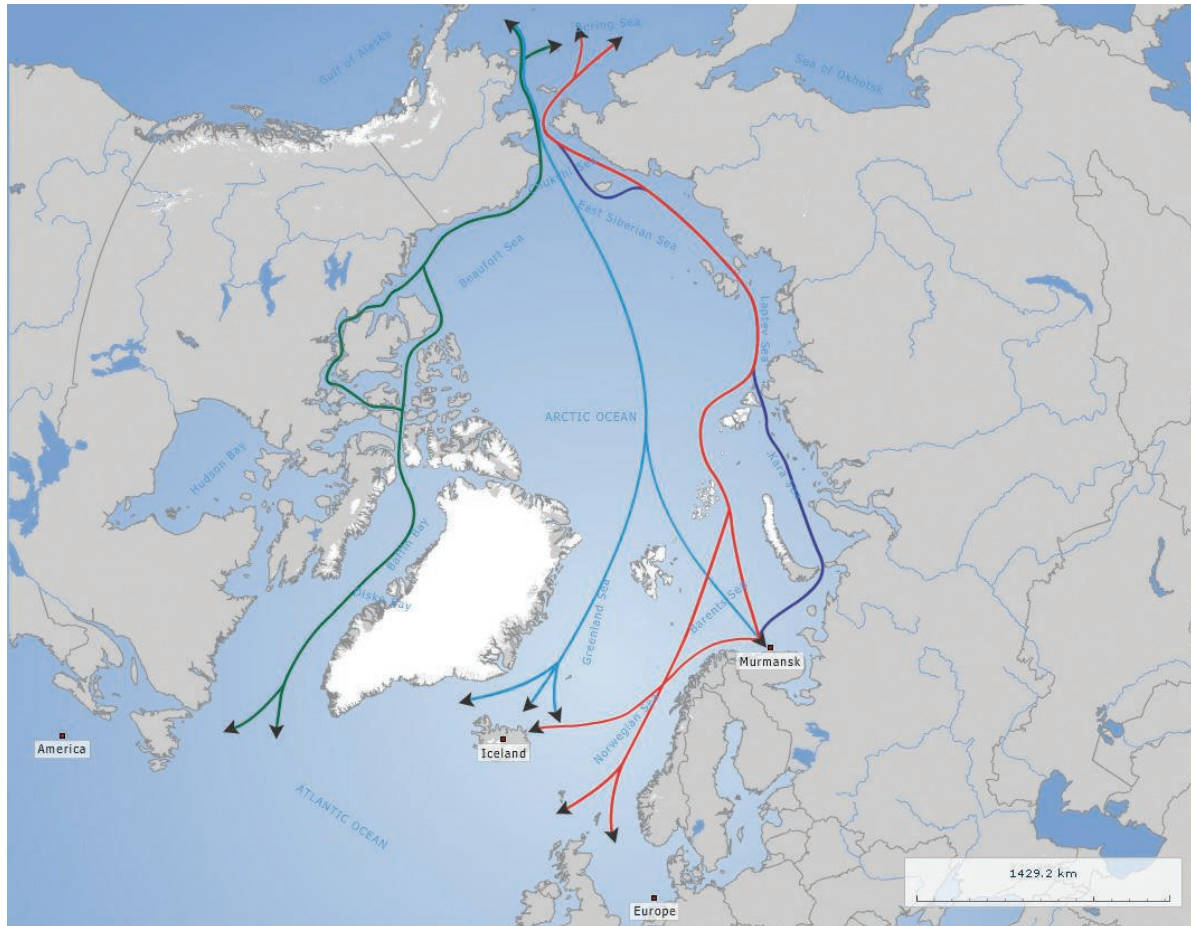 Bering Sea
Gulf of Alaska
Sea of Okhotsk
Chukchi Sea
East Siberian Sea
Beaufort Sea
Laptev Sea
ARCTIC OCEAN
Hudson Bay
Kara Sea
Baffin Bay
Diske Bay
Greenland Sea
Barents Sea
Murmansk
Norwegian Sea
America
Iceland
ATLANTIC OCEAN
1429.2 km
Europe